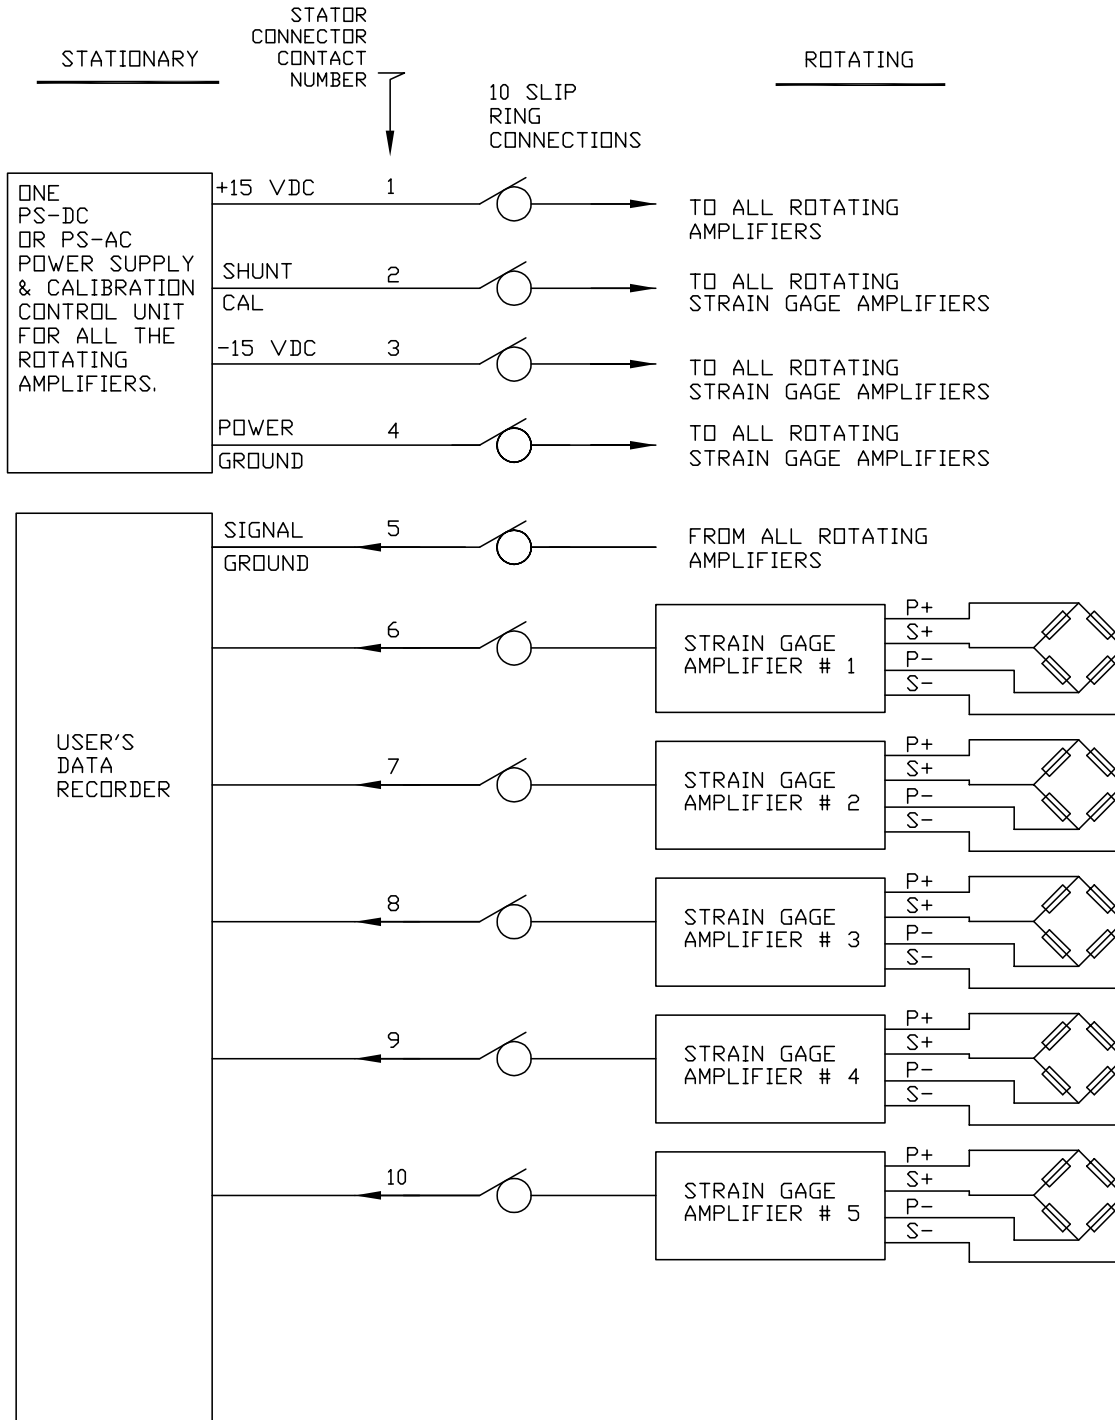 STATIONARY
STATOR
CONNECTOR
CONTACT
NUMBER
10 SLIP
RING
CONNECTIONS
ROTATING
ONE
PS-DC
OR PS-AC
POWER SUPPLY
& CALIBRATION
CONTROL UNIT
FOR ALL THE
ROTATING
AMPLIFIERS.
+15 VDC 1
TO ALL ROTATING
AMPLIFIERS
SHUNT 2
CAL
TO ALL ROTATING
STRAIN GAGE AMPLIFIERS
-15 VDC 3
TO ALL ROTATING
STRAIN GAGE AMPLIFIERS
POWER 4
GROUND
TO ALL ROTATING
STRAIN GAGE AMPLIFIERS
USER'S
DATA
RECORDER
SIGNAL 5
GROUND
FROM ALL ROTATING
AMPLIFIERS
6
STRAIN GAGE
AMPLIFIER # 1
P+
S+
P-
S-
7
STRAIN GAGE
AMPLIFIER # 2
P+
S+
P-
S-
8
STRAIN GAGE
AMPLIFIER # 3
P+
S+
P-
S-
9
STRAIN GAGE
AMPLIFIER # 4
P+
S+
P-
S-
10
STRAIN GAGE
AMPLIFIER # 5
P+
S+
P-
S-